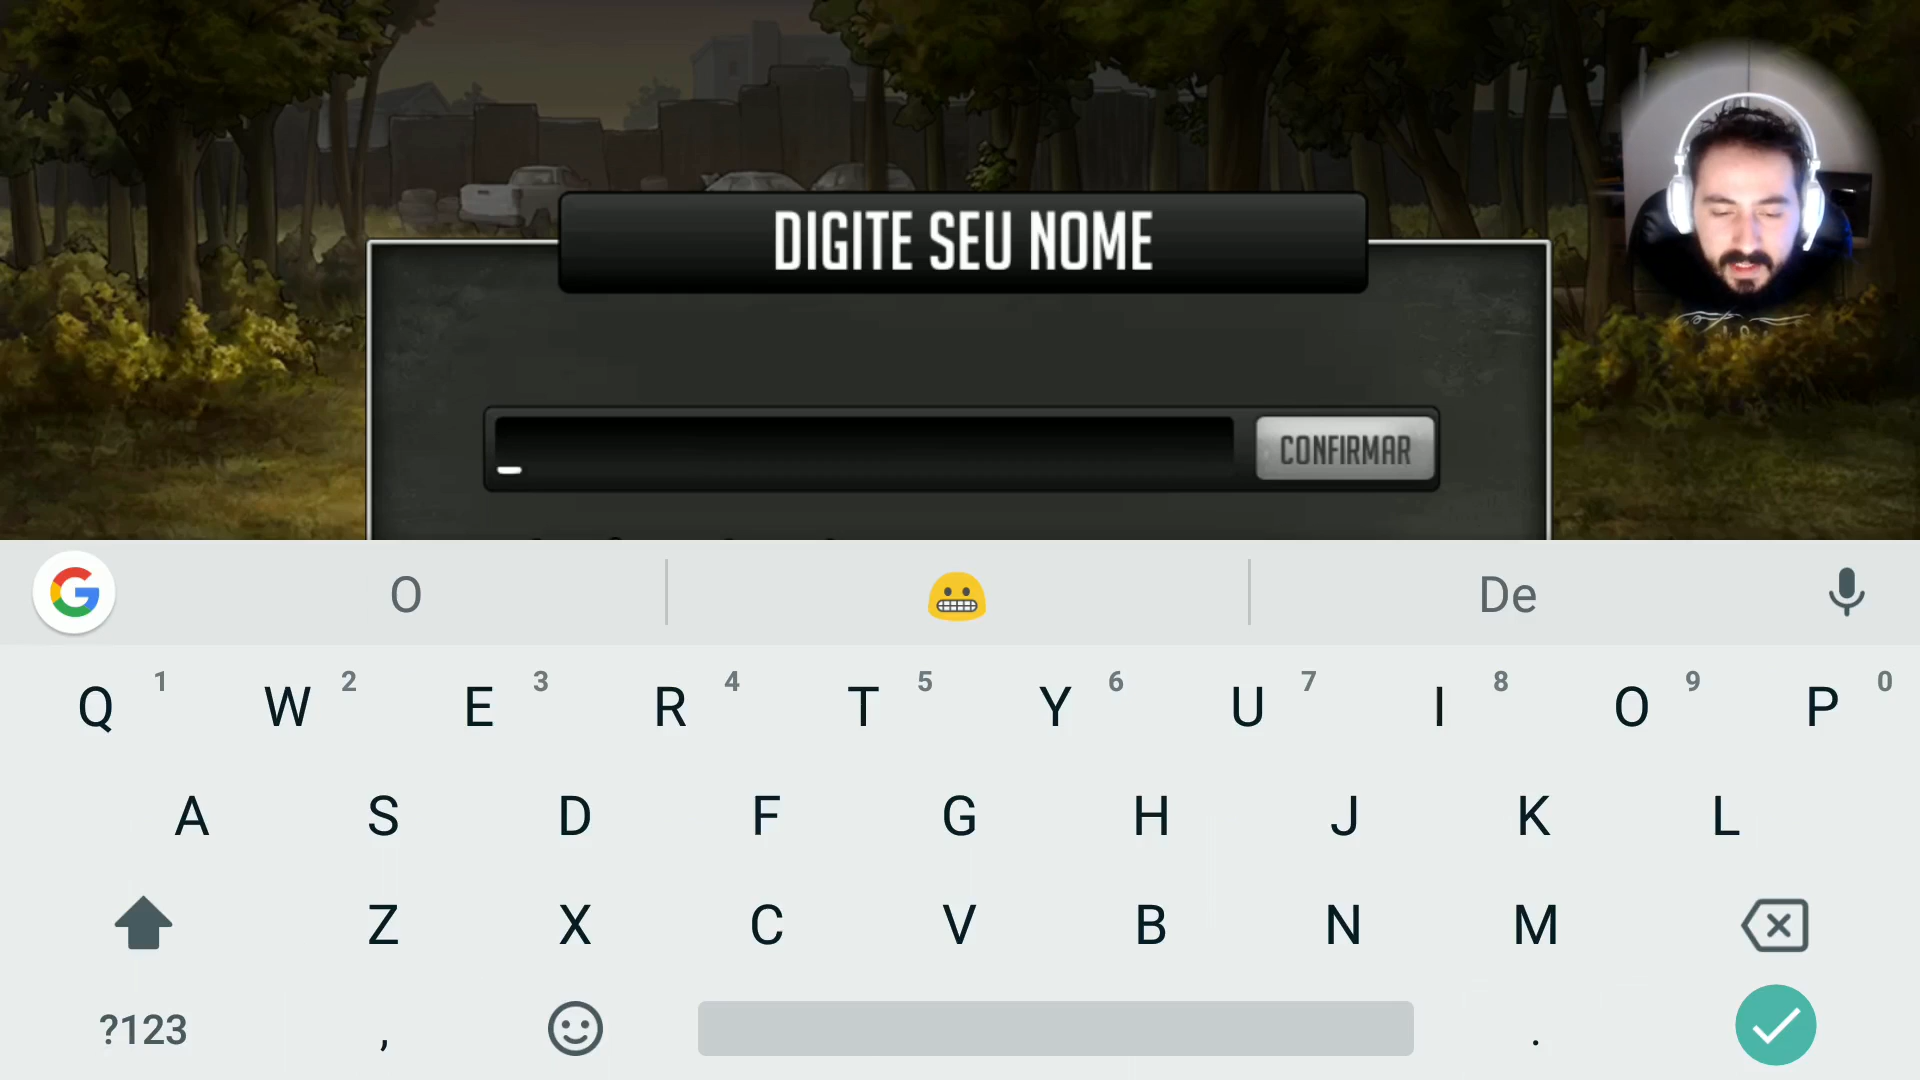 DIGITE SEU NOME
CONFIRMAR
O 😬 De
Q 1 W 2 E 3 R 4 T 5 Y 6 U 7 I 8 O 9 P 0
A S D F G H J K L
Z X C V B N M
?123 , .